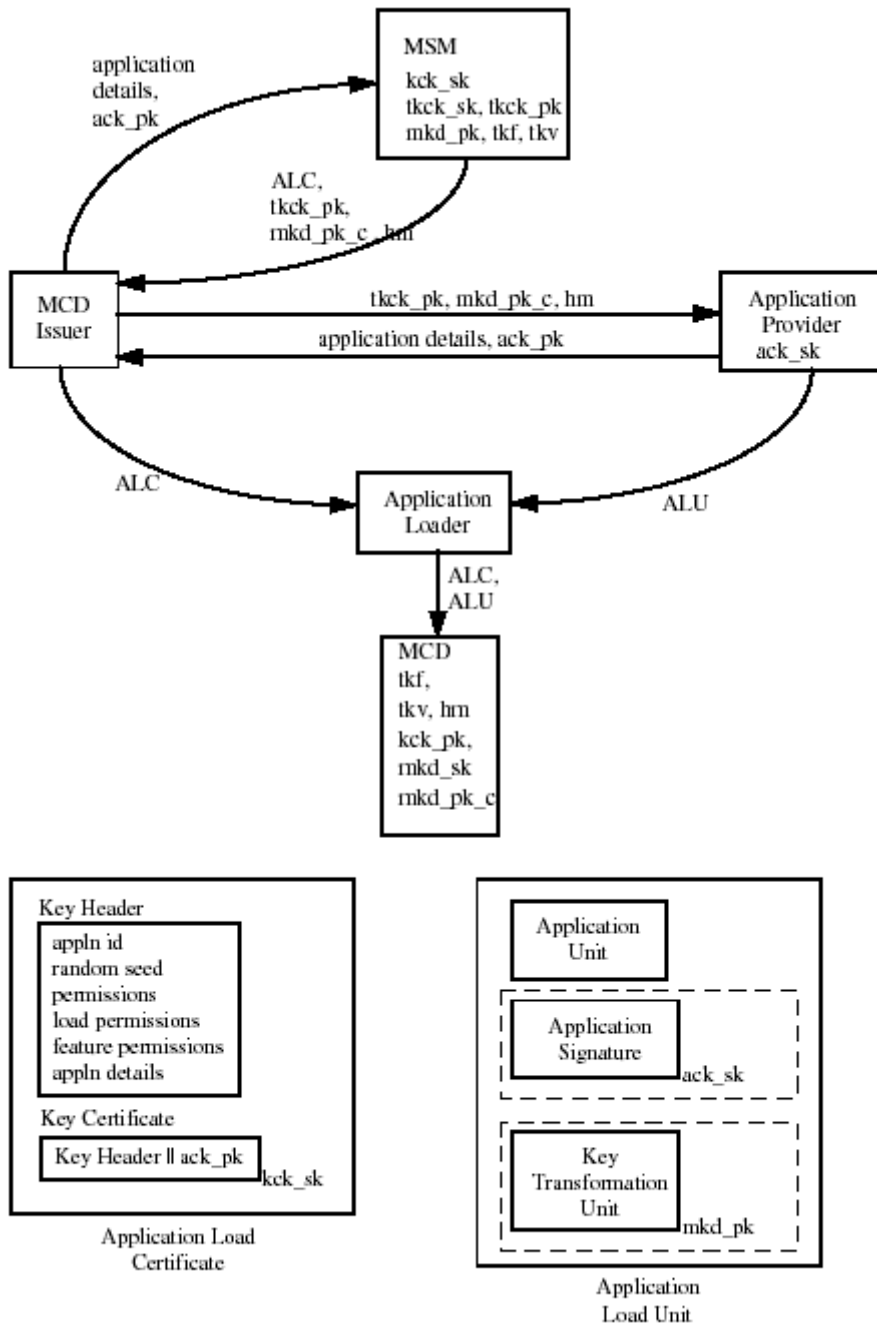 MSM
kck_sk
tkck_sk, tkck_pk
mkd_pk, tkf, tkv
application
details,
ack_pk
ALC,
tkck_pk,
mkd_pk_c ,hm
MCD
Issuer
tkck_pk, mkd_pk_c, hm
application details, ack_pk
Application
Provider
ack_sk
ALC
Application
Loader
ALU
ALC,
ALU
MCD
tkf,
tkv, hm
kck_pk,
mkd_sk
mkd_pk_c
Key Header
appln id
random seed
permissions
load permissions
feature permissions
appln details
Key Certificate
Key Header || ack_pk
kck_sk
Application Load
Certificate
Application
Unit
Application
Signature
ack_sk
Key
Transformation
Unit
mkd_pk
Application
Load Unit